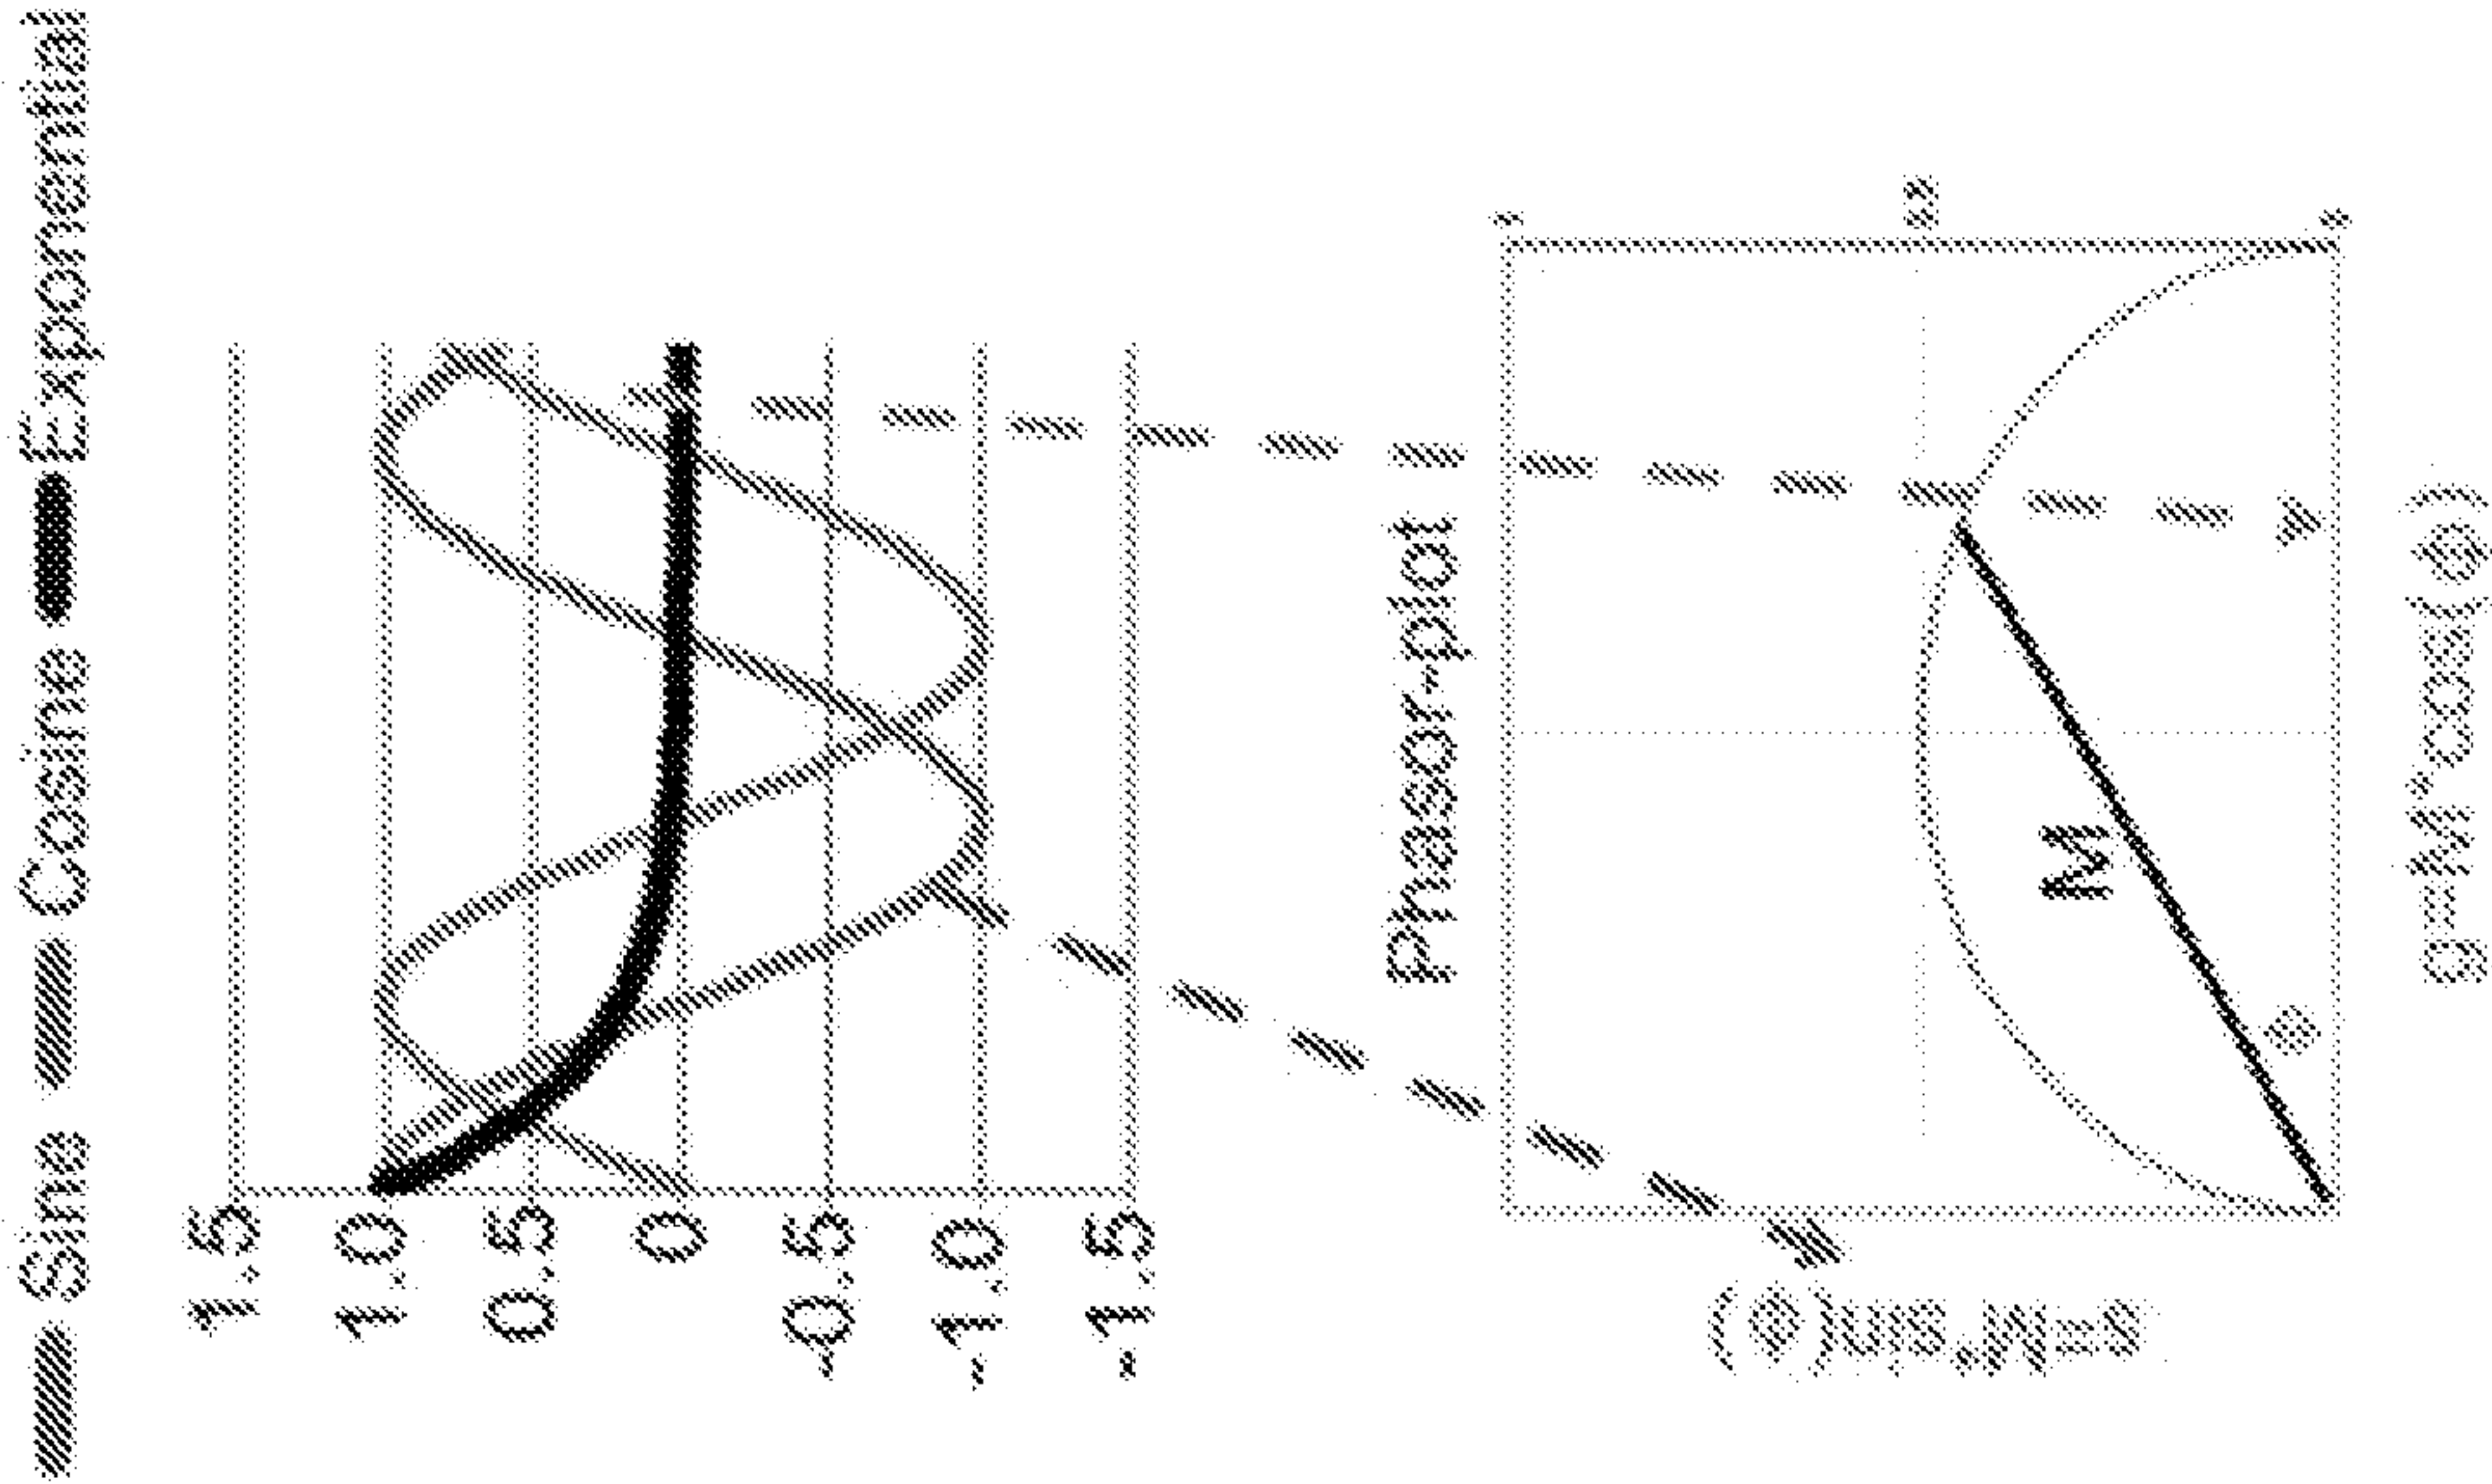 Sine Cosine Exponential
1.5
1.0
0.5
0
-0.5
-1.0
-1.5
Phasor-plot
M
S=M*sin(Φ)
g=M*cos(Φ)